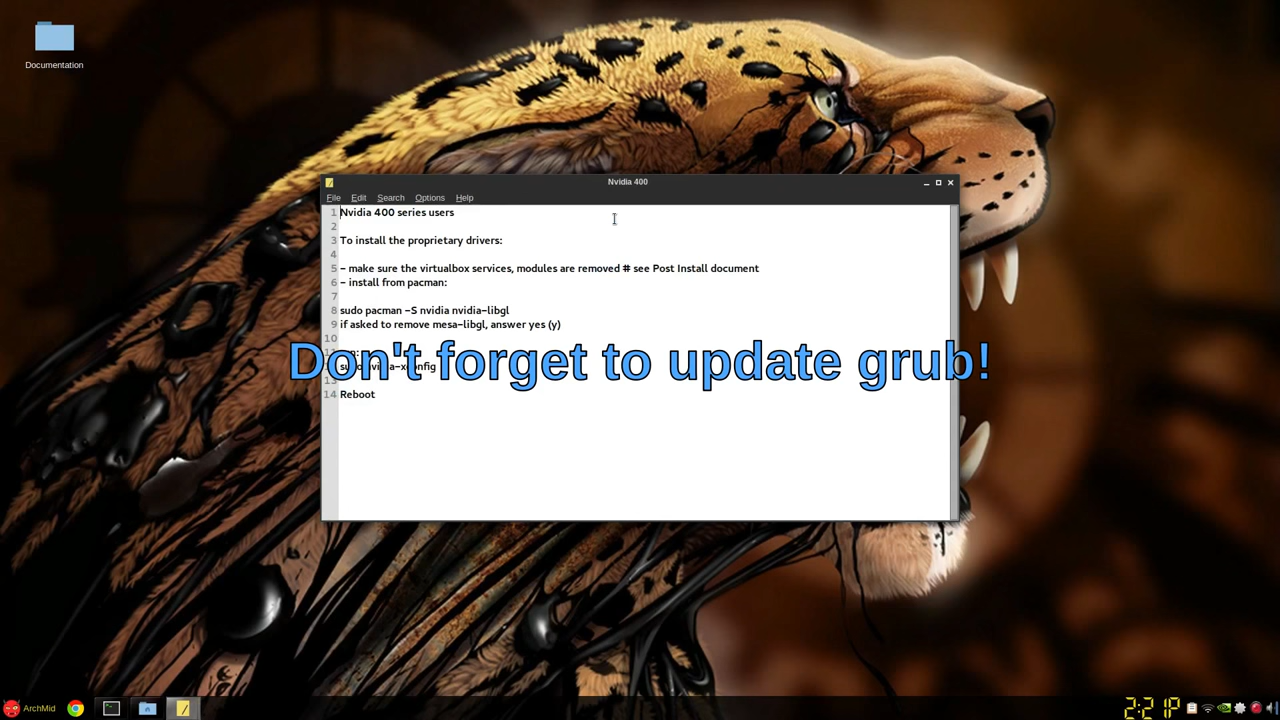 Documentation
Nvidia 400
File Edit Search Options Help
1 Nvidia 400 series users
2
3 To install the proprietary drivers:
4
5 – make sure the virtualbox services, modules are removed # see Post Install document
6 – install from pacman:
7
8 sudo pacman –S nvidia nvidia–libgl
9 if asked to remove mesa–libgl, answer yes (y)
10
Don't forget to update grub!
13
14 Reboot
ArchMid
2:21P